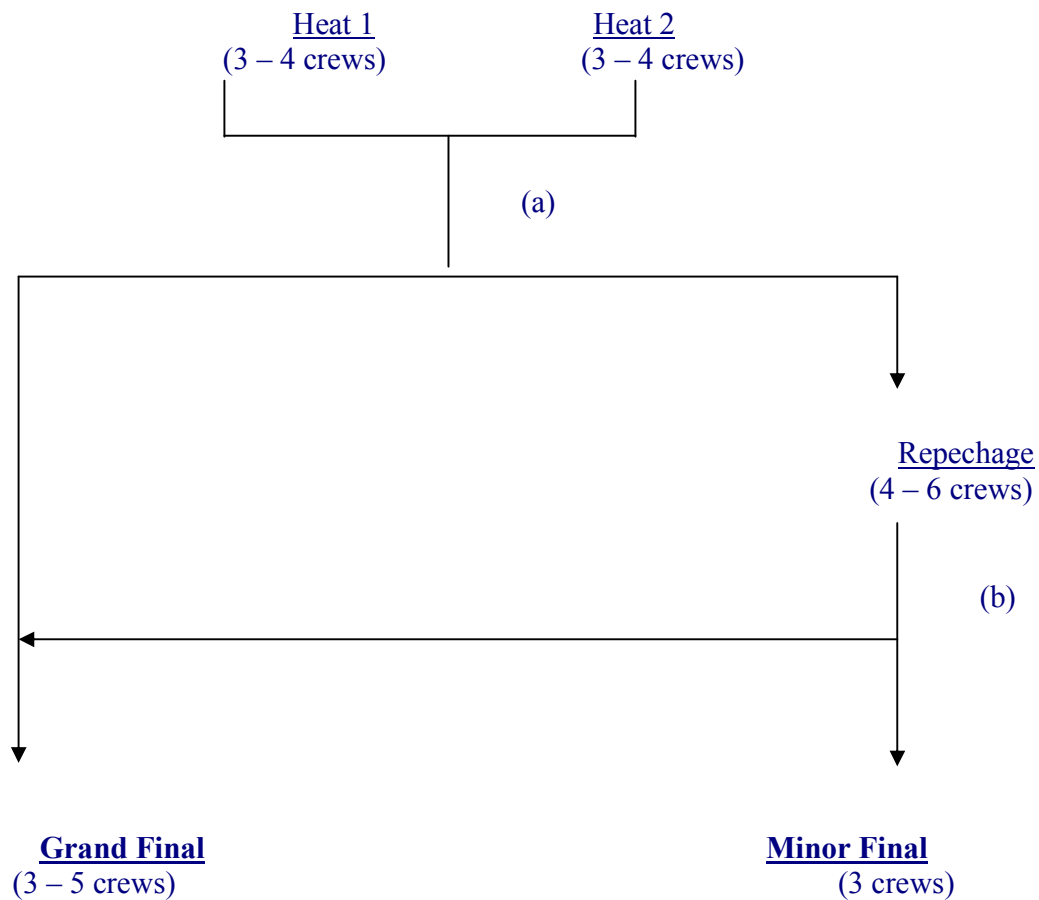 Heat 1 Heat 2
(3 – 4 crews) (3 – 4 crews)
(a)
Repechage
(4 – 6 crews)
(b)
Grand Final Minor Final
(3 – 5 crews) (3 crews)